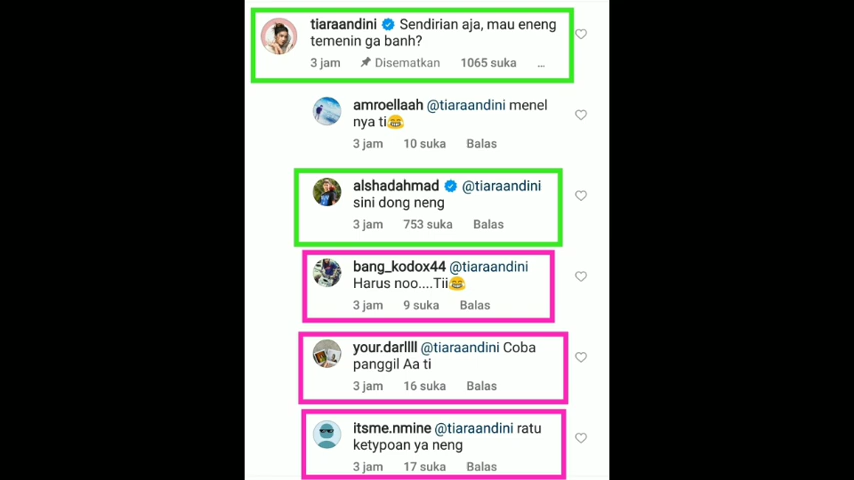 tiaraandini Sendirian aja, mau eneng
temenin ga banh?
3 jam Disematkan 1065 suka ...
amroellaah @tiaraandini menel
nya ti😂
3 jam 10 suka Balas
alshadahmad @tiaraandini
sini dong neng
3 jam 753 suka Balas
bang_kodox44 @tiaraandini
Harus noo....Tii😂
3 jam 9 suka Balas
your.darllll @tiaraandini Coba
panggil Aa ti
3 jam 16 suka Balas
itsme.nmine @tiaraandini ratu
ketypoan ya neng
3 jam 17 suka Balas